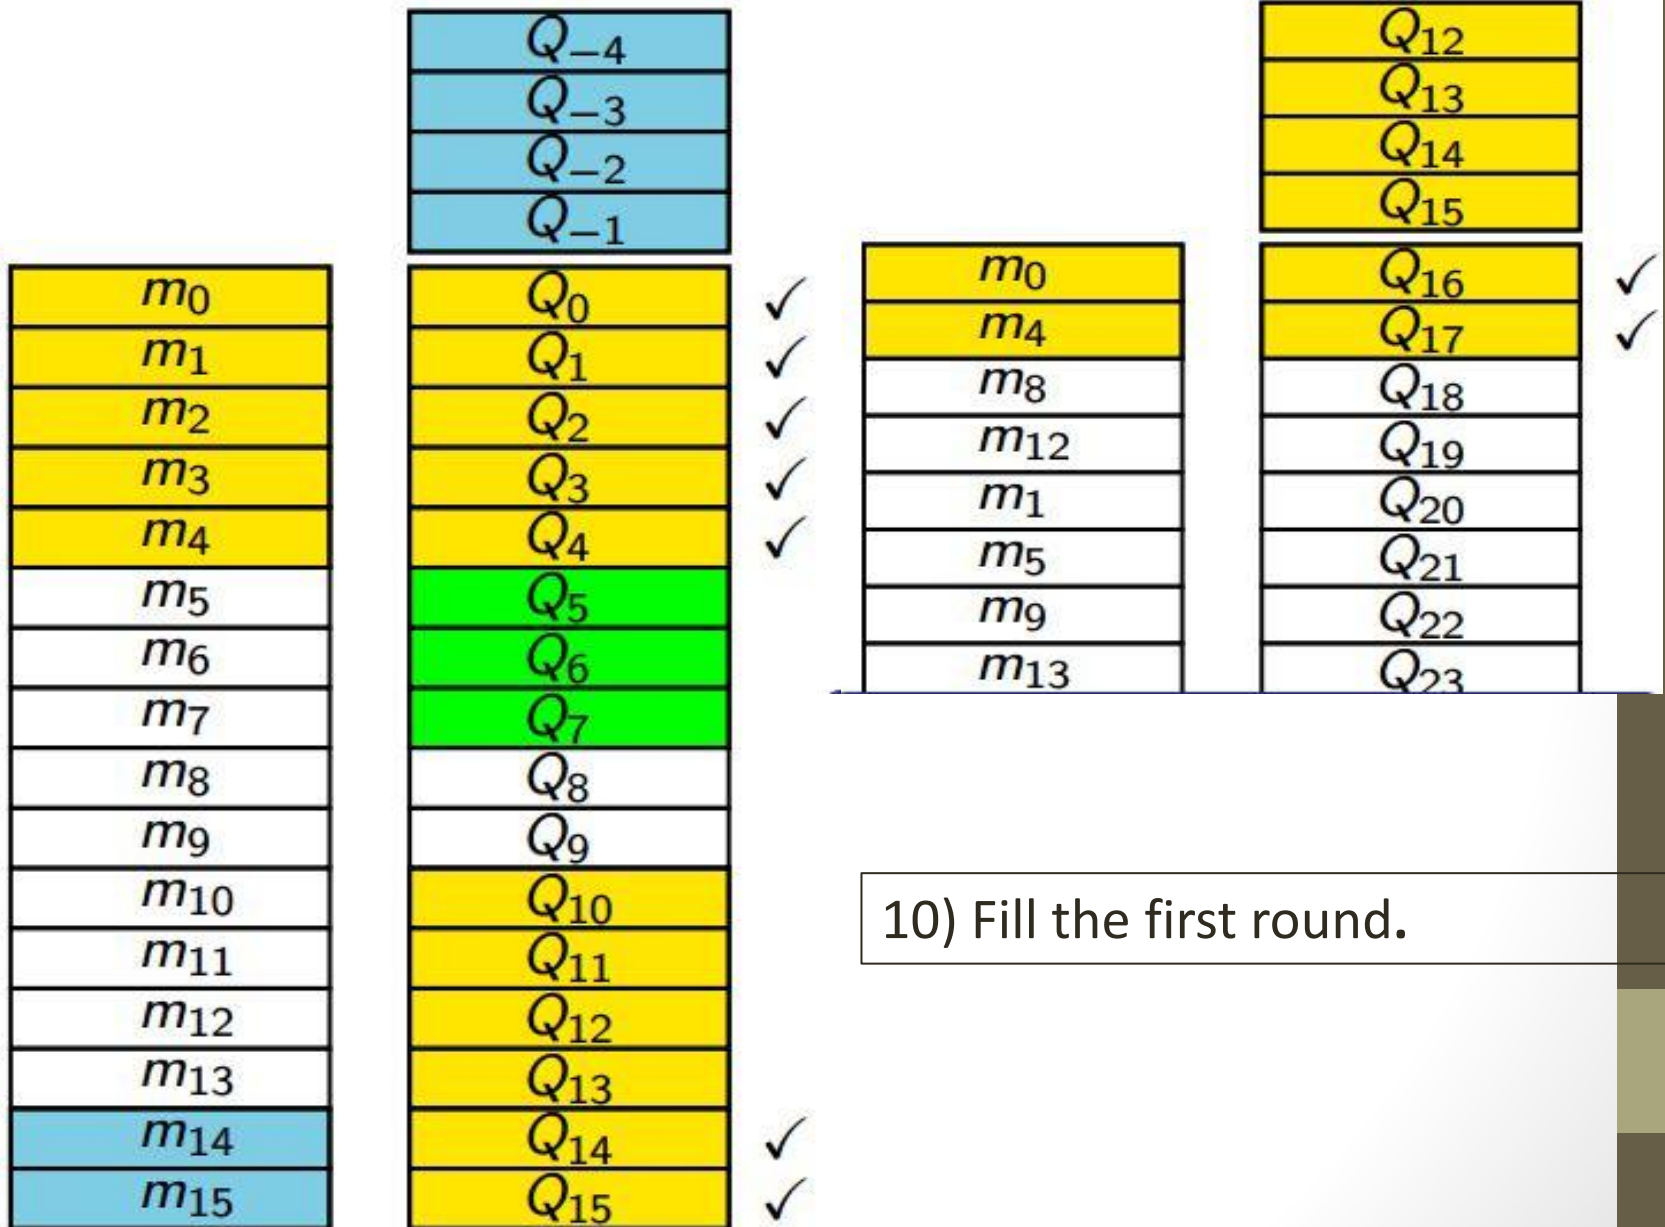 Q₋₄
Q₋₃
Q₋₂
Q₋₁
m₀ Q₀ ✓
m₁ Q₁ ✓
m₂ Q₂ ✓
m₃ Q₃ ✓
m₄ Q₄ ✓
m₅ Q₅
m₆ Q₆
m₇ Q₇
m₈ Q₈
m₉ Q₉
m₁₀ Q₁₀
m₁₁ Q₁₁
m₁₂ Q₁₂
m₁₃ Q₁₃
m₁₄ Q₁₄ ✓
m₁₅ Q₁₅ ✓
Q₁₂
Q₁₃
Q₁₄
Q₁₅
m₀ Q₁₆ ✓
m₄ Q₁₇ ✓
m₈ Q₁₈
m₁₂ Q₁₉
m₁ Q₂₀
m₅ Q₂₁
m₉ Q₂₂
m₁₃ Q₂₃
10) Fill the first round.